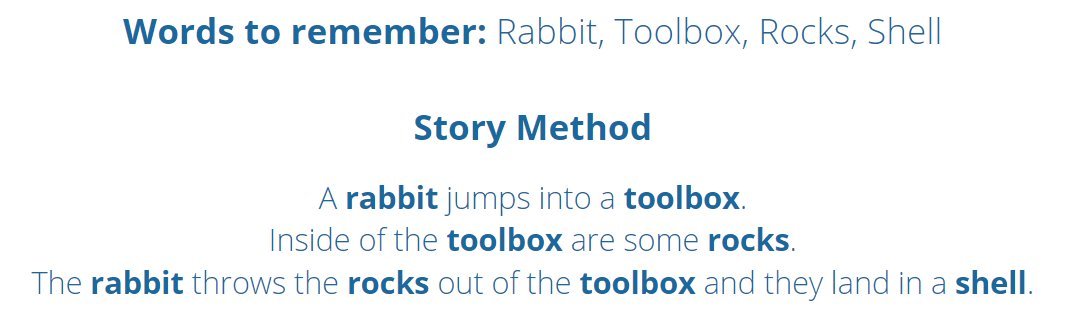 Words to remember: Rabbit, Toolbox, Rocks, Shell
Story Method
A rabbit jumps into a toolbox.
Inside of the toolbox are some rocks.
The rabbit throws the rocks out of the toolbox and they land in a shell.